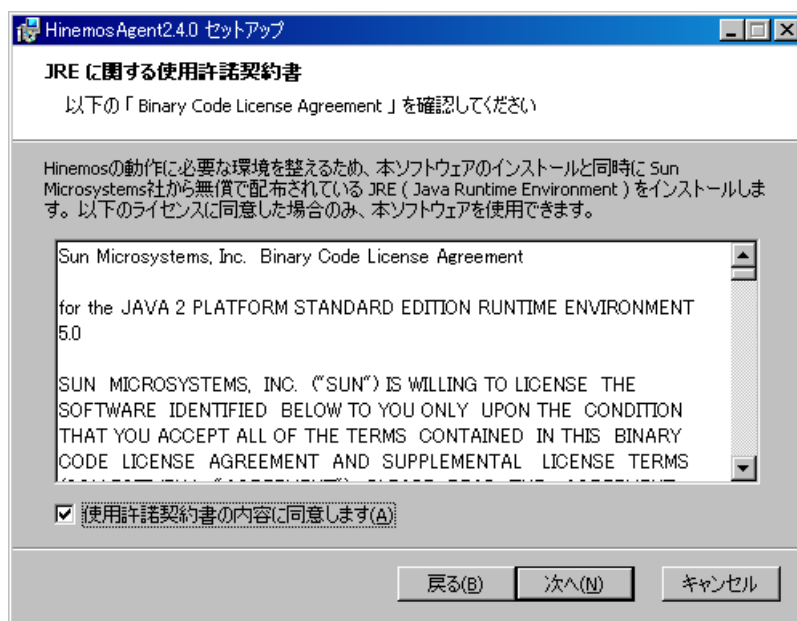 HinemosAgent2.4.0 セットアップ
JRE に関する使用許諾契約書
以下の「 Binary Code License Agreement 」を確認してください
Hinemosの動作に必要な環境を整えるため、本ソフトウェアのインストールと同時に Sun
Microsystems社から無償で配布されている JRE ( Java Runtime Environment ) をインストールしま
す。以下のライセンスに同意した場合のみ、本ソフトウェアを使用できます。
Sun Microsystems, Inc. Binary Code License Agreement
for the JAVA 2 PLATFORM STANDARD EDITION RUNTIME ENVIRONMENT
5.0
SUN MICROSYSTEMS, INC. ("SUN") IS WILLING TO LICENSE THE
SOFTWARE IDENTIFIED BELOW TO YOU ONLY UPON THE CONDITION
THAT YOU ACCEPT ALL OF THE TERMS CONTAINED IN THIS BINARY
CODE LICENSE AGREEMENT AND SUPPLEMENTAL LICENSE TERMS
使用許諾契約書の内容に同意します(A)
戻る(B)
次へ(N)
キャンセル